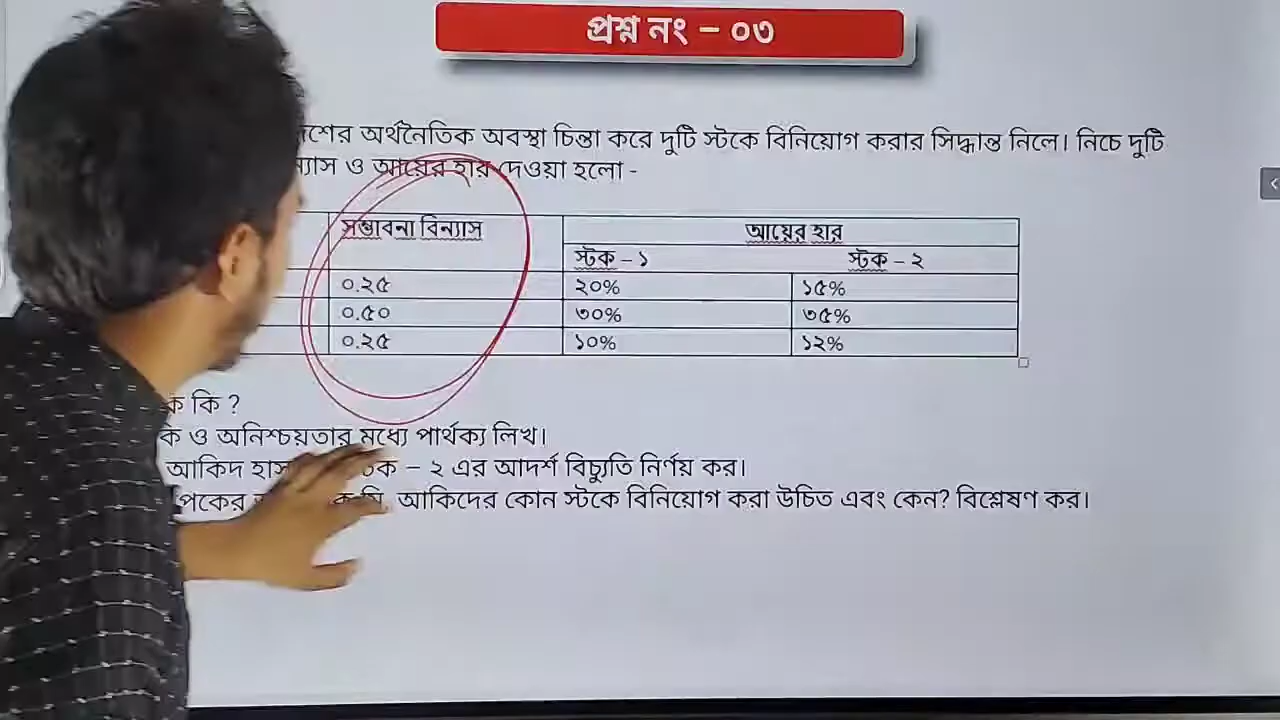 প্রশ্ন নং – ০৩
অর্থনৈতিক অবস্থা চিন্তা করে দুটি স্টকে বিনিয়োগ করার সিদ্ধান্ত নিলে। নিচে দুটি
ও আয়ের হার দেওয়া হলো -
সম্ভাবনা বিন্যাস আয়ের হার
স্টক – ১ স্টক – ২
০.২৫ ২০% ১৫%
০.৫০ ৩০% ৩৫%
০.২৫ ১০% ১২%
কি ?
ও অনিশ্চয়তার মধ্যে পার্থক্য লিখ।
আকিদ – ২ এর আদর্শ বিচ্যুতি নির্ণয় কর।
আকিদের কোন স্টকে বিনিয়োগ করা উচিত এবং কেন? বিশ্লেষণ কর।